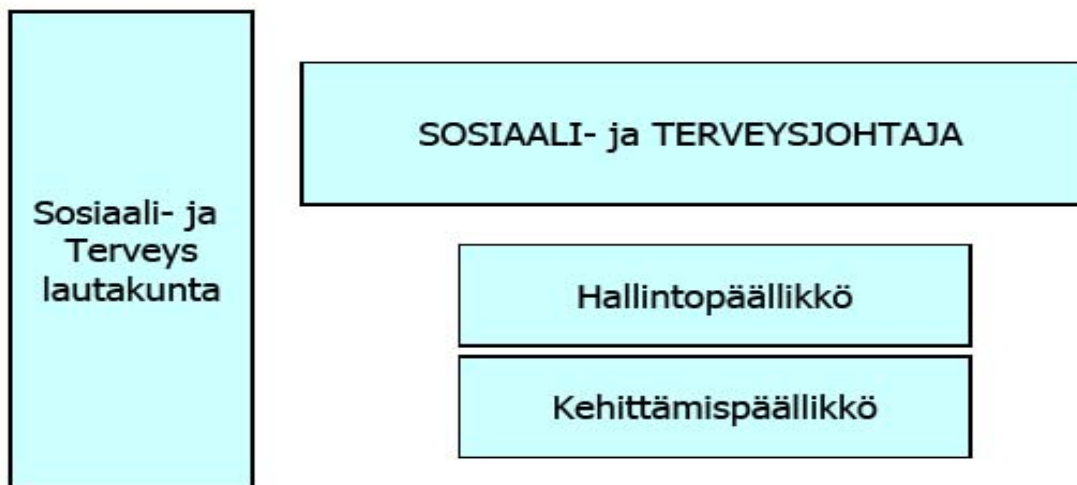 Sosiaali- ja
Terveys
lautakunta
SOSIAALI- ja TERVEYSJOHTAJA
Hallintopäällikkö
Kehittämispäällikkö